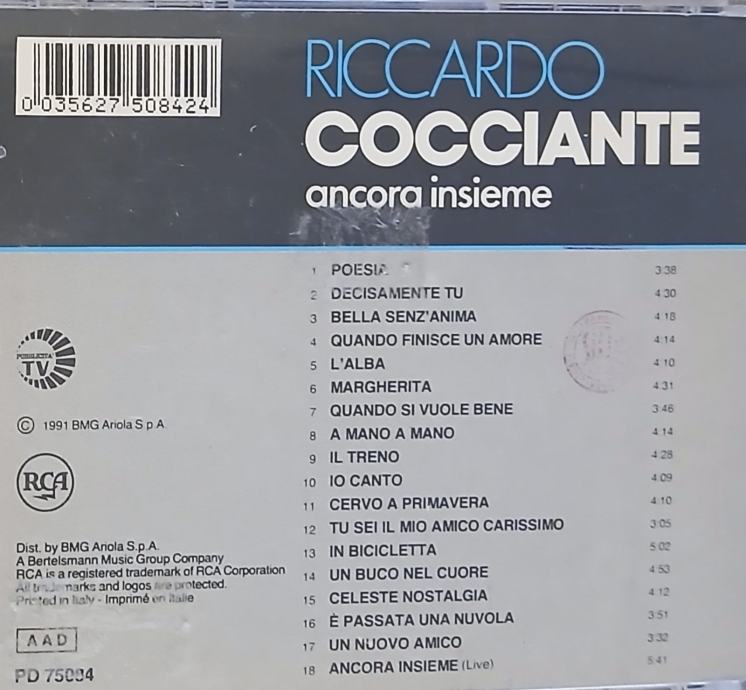 0 035627 508424
RICCARDO
COCCIANTE
ancora insieme
1 POESIA 3:38
2 DECISAMENTE TU 4:30
3 BELLA SENZ'ANIMA 4:18
4 QUANDO FINISCE UN AMORE 4:14
5 L'ALBA 4:10
6 MARGHERITA 4:31
7 QUANDO SI VUOLE BENE 3:46
8 A MANO A MANO 4:14
9 IL TRENO 4:28
10 IO CANTO 4:09
11 CERVO A PRIMAVERA 4:10
12 TU SEI IL MIO AMICO CARISSIMO 3:05
13 IN BICICLETTA 5:02
14 UN BUCO NEL CUORE 4:53
15 CELESTE NOSTALGIA 4:12
16 È PASSATA UNA NUVOLA 3:51
17 UN NUOVO AMICO 3:32
18 ANCORA INSIEME (Live) 5:41
PUBBLICITA'
TV
© 1991 BMG Ariola S.p.A.
RCA
Dist. by BMG Ariola S.p.A.
A Bertelsmann Music Group Company
RCA is a registered trademark of RCA Corporation
All trademarks and logos are protected.
Printed in Italy - Imprimé en Italie
AAD
PD 75084